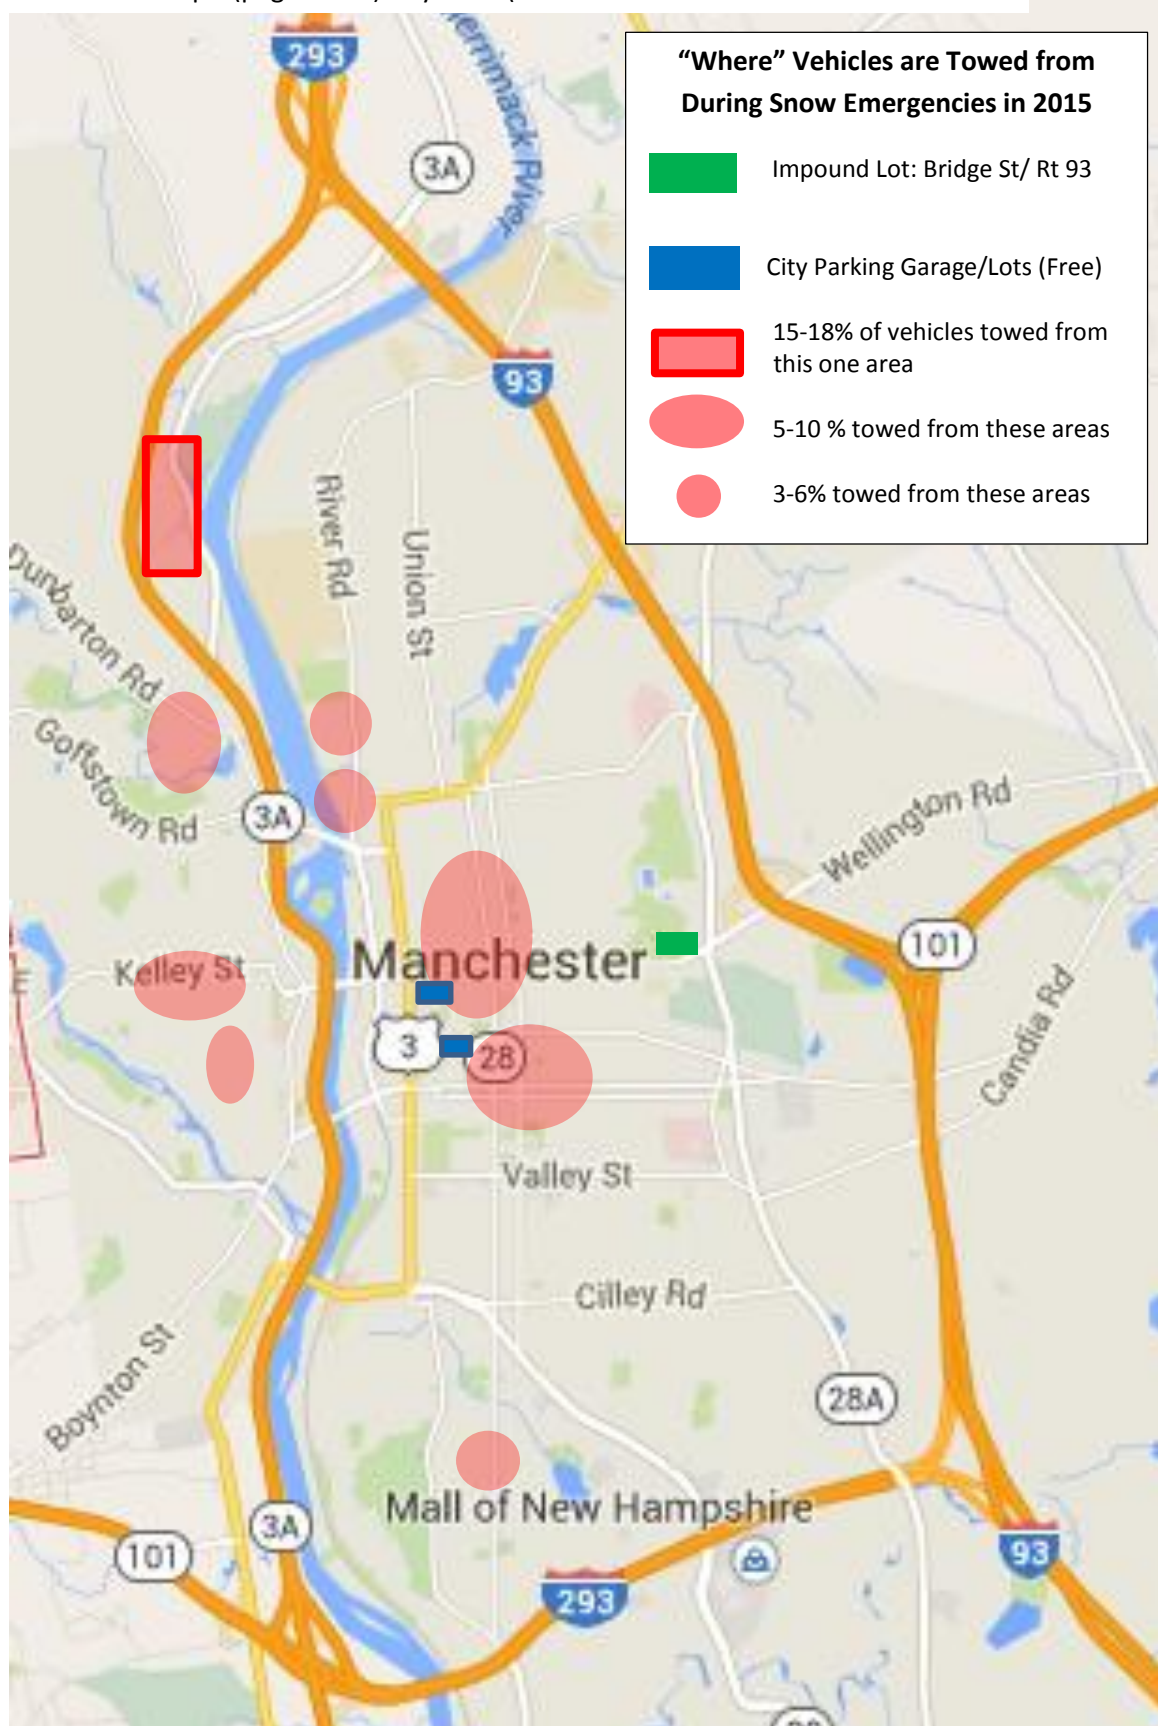 "Where" Vehicles are Towed from
During Snow Emergencies in 2015
Impound Lot: Bridge St/ Rt 93
City Parking Garage/Lots (Free)
15-18% of vehicles towed from
this one area
5-10 % towed from these areas
3-6% towed from these areas
293
Merrimack River
3A
93
River Rd
Union St
Dunbarton Rd
Goffstown Rd
3A
Wellington Rd
101
Manchester
Kelley St
E
3
28
Candia Rd
Valley St
Cilley Rd
Boynton St
28A
Mall of New Hampshire
3A
101
93
293